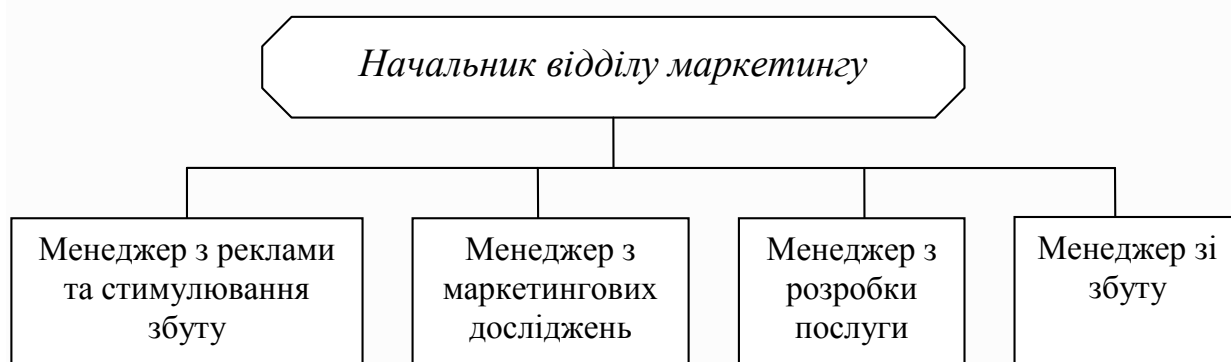 Начальник відділу маркетингу
Менеджер з реклами
та стимулювання
збуту
Менеджер з
маркетингових
досліджень
Менеджер з
розробки
послуги
Менеджер зі
збуту